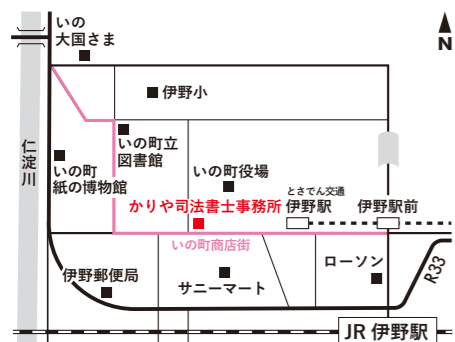 いの
大国さま
N
伊野小
仁淀川
いの町立
図書館
いの町
紙の博物館
いの町役場
とさでん交通
かりや司法書士事務所
伊野駅
伊野駅前
いの町商店街
ローソン
R33
伊野郵便局
サニーマート
JR 伊野駅